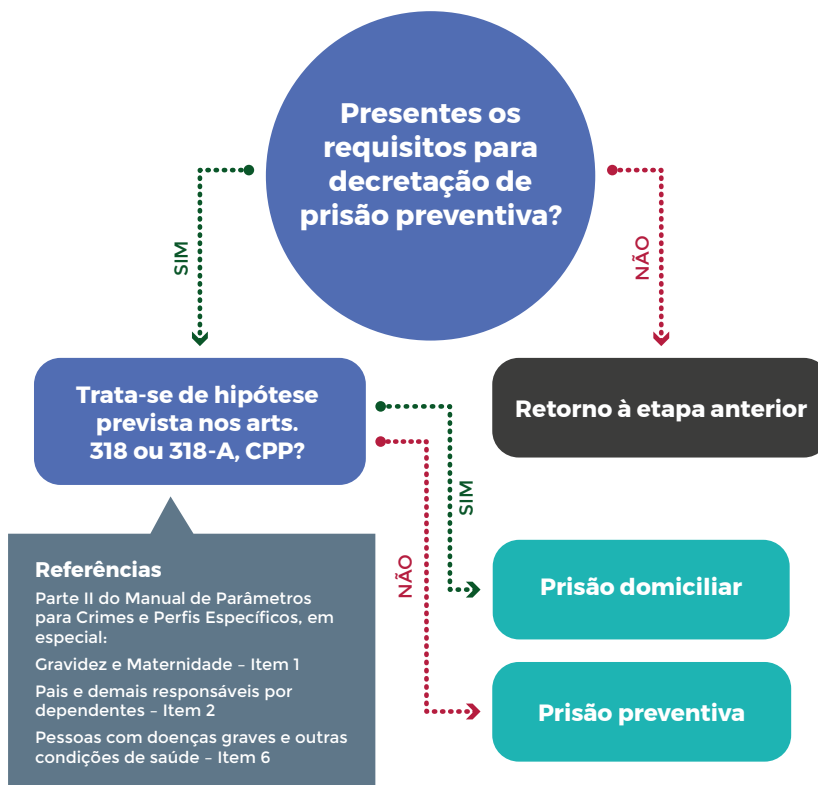 Presentes os
requisitos para
decretação de
prisão preventiva?
SIM
NÃO
Trata-se de hipótese
prevista nos arts.
318 ou 318-A, CPP?
Retorno à etapa anterior
SIM
NÃO
Referências
Parte II do Manual de Parâmetros
para Crimes e Perfis Específicos, em
especial:
Gravidez e Maternidade – Item 1
Pais e demais responsáveis por
dependentes – Item 2
Pessoas com doenças graves e outras
condições de saúde – Item 6
Prisão domiciliar
Prisão preventiva